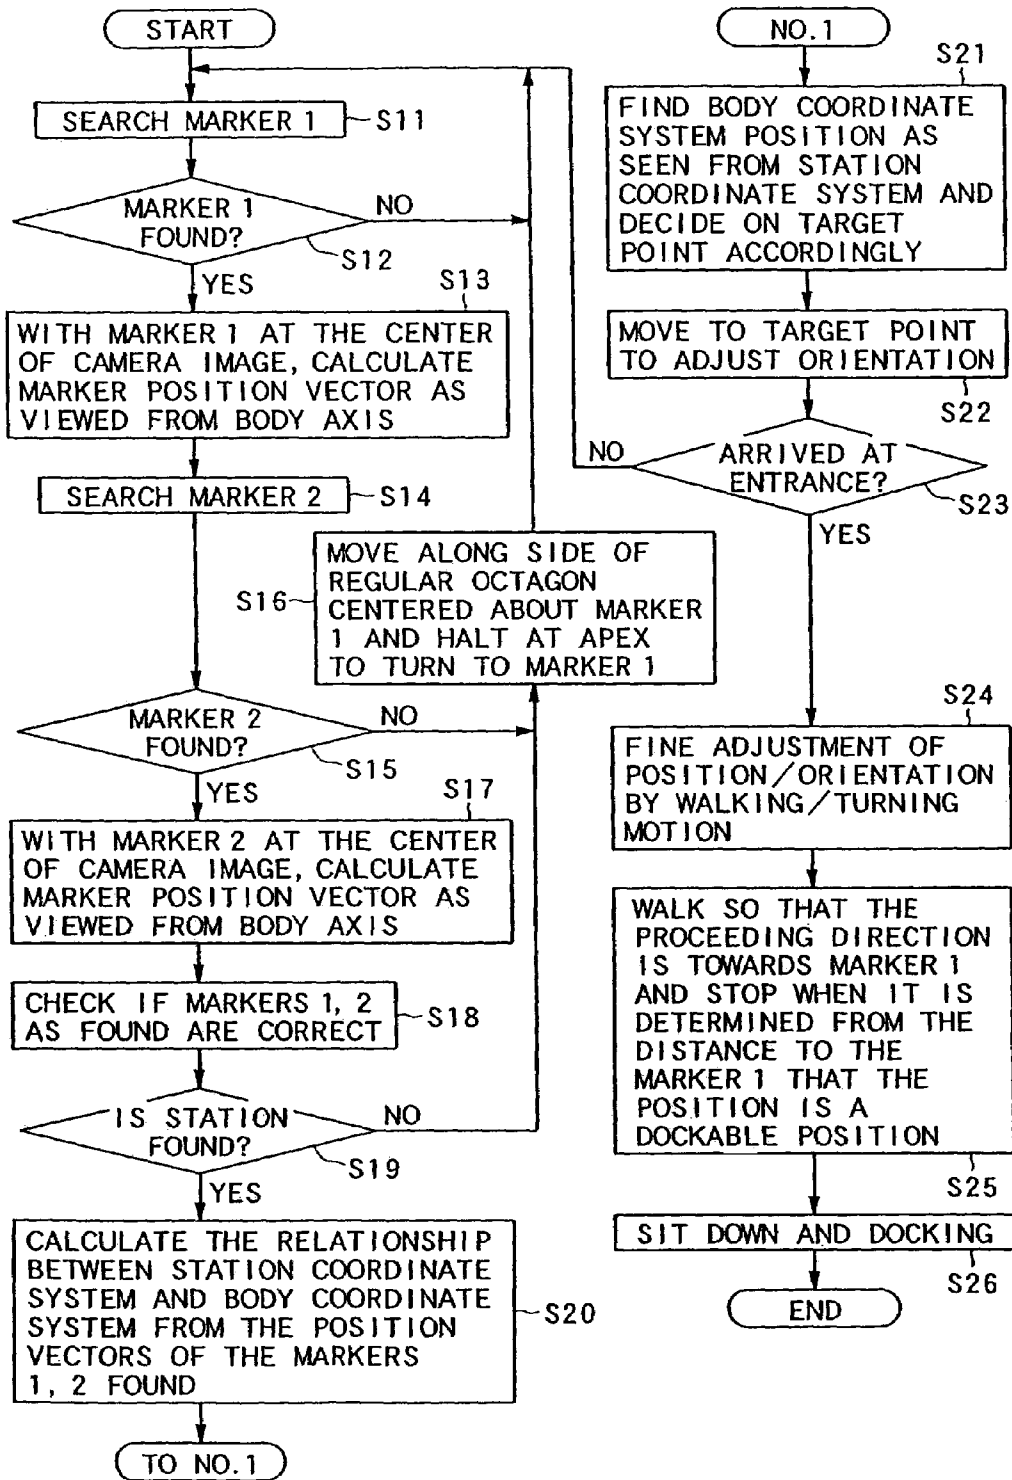 START
SEARCH MARKER 1
S11
MARKER 1
FOUND?
NO
S12
YES
S13
WITH MARKER 1 AT THE CENTER
OF CAMERA IMAGE, CALCULATE
MARKER POSITION VECTOR AS
VIEWED FROM BODY AXIS
SEARCH MARKER 2
S14
S16
MOVE ALONG SIDE OF
REGULAR OCTAGON
CENTERED ABOUT MARKER
1 AND HALT AT APEX
TO TURN TO MARKER 1
MARKER 2
FOUND?
NO
S15
YES
S17
WITH MARKER 2 AT THE CENTER
OF CAMERA IMAGE, CALCULATE
MARKER POSITION VECTOR AS
VIEWED FROM BODY AXIS
CHECK IF MARKERS 1, 2
AS FOUND ARE CORRECT
S18
IS STATION
FOUND?
NO
S19
YES
CALCULATE THE RELATIONSHIP
BETWEEN STATION COORDINATE
SYSTEM AND BODY COORDINATE
SYSTEM FROM THE POSITION
VECTORS OF THE MARKERS
1, 2 FOUND
S20
TO NO.1
NO.1
S21
FIND BODY COORDINATE
SYSTEM POSITION AS
SEEN FROM STATION
COORDINATE SYSTEM AND
DECIDE ON TARGET
POINT ACCORDINGLY
MOVE TO TARGET POINT
TO ADJUST ORIENTATION
S22
NO
ARRIVED AT
ENTRANCE?
S23
YES
S24
FINE ADJUSTMENT OF
POSITION/ORIENTATION
BY WALKING/TURNING
MOTION
WALK SO THAT THE
PROCEEDING DIRECTION
IS TOWARDS MARKER 1
AND STOP WHEN IT IS
DETERMINED FROM THE
DISTANCE TO THE
MARKER 1 THAT THE
POSITION IS A
DOCKABLE POSITION
S25
SIT DOWN AND DOCKING
S26
END